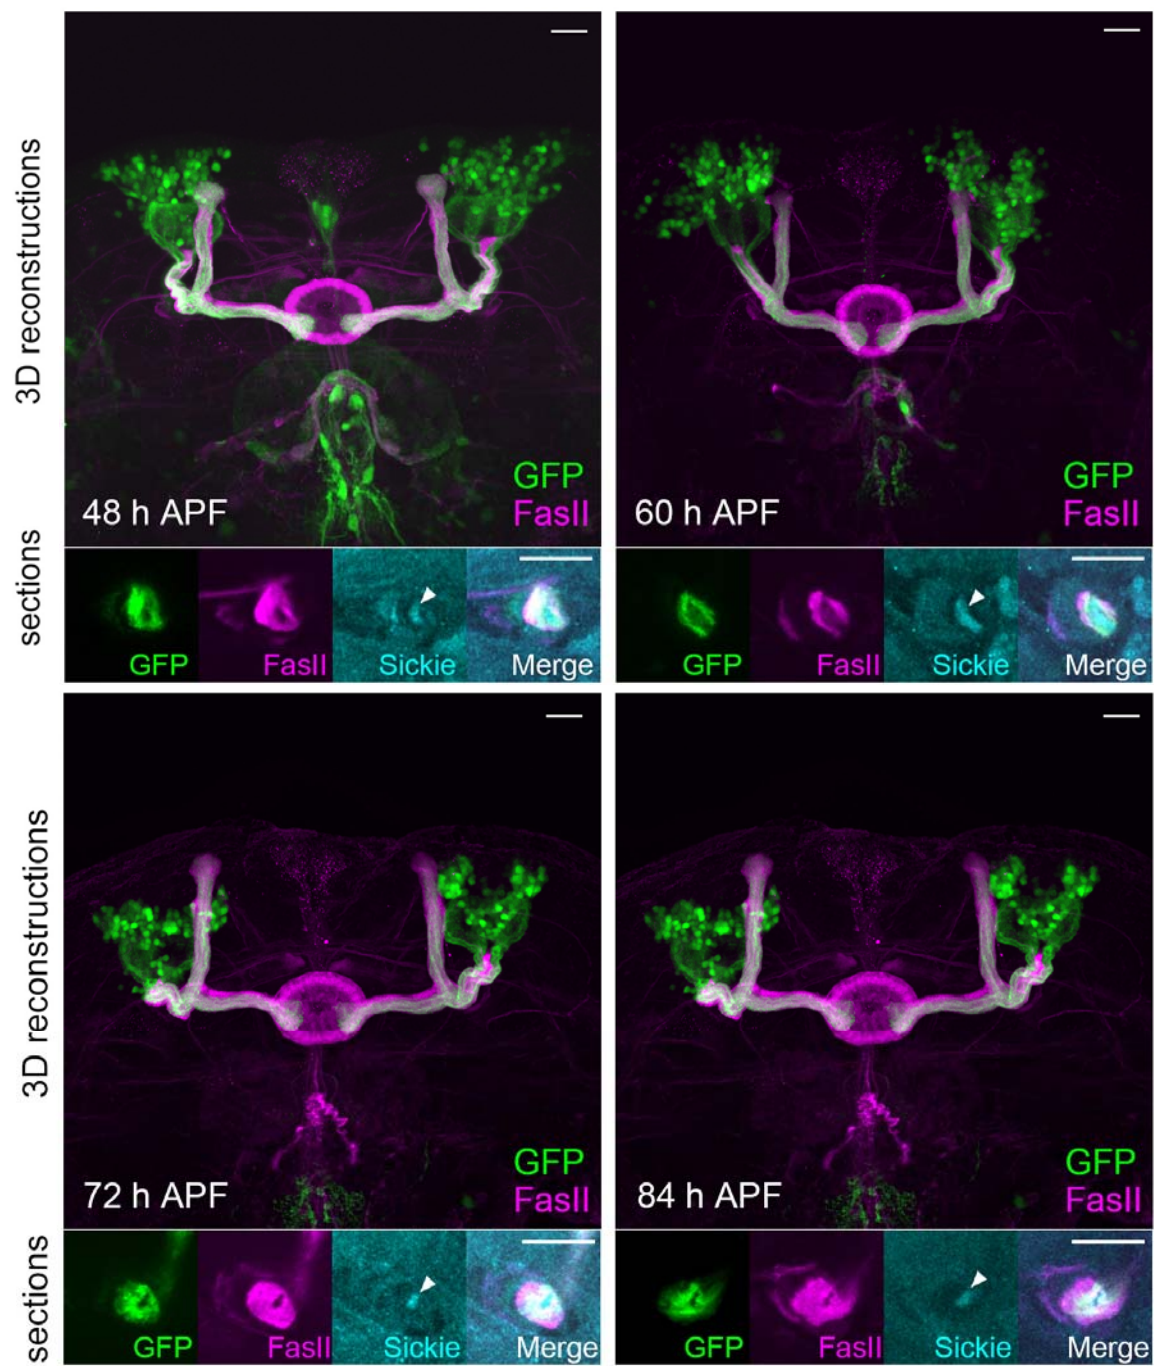 3D reconstructions
GFP
48 h APF FasII
GFP
60 h APF FasII
sections
GFP FasII Sickie Merge
GFP FasII Sickie Merge
3D reconstructions
GFP
72 h APF FasII
GFP
84 h APF FasII
sections
GFP FasII Sickie Merge
GFP FasII Sickie Merge